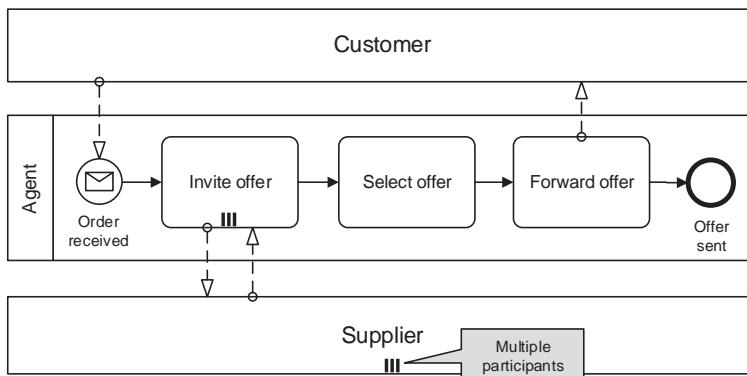 Customer
Agent
Invite offer
Select offer
Forward offer
Order
received
Offer
sent
Supplier
Multiple
participants